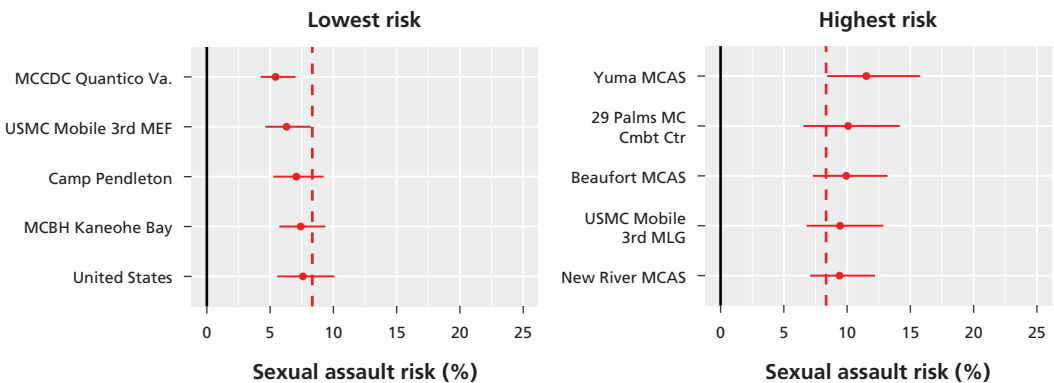 Lowest risk
MCCDC Quantico Va.
USMC Mobile 3rd MEF
Camp Pendleton
MCBH Kaneohe Bay
United States
0 5 10 15 20 25
Sexual assault risk (%)
Highest risk
Yuma MCAS
29 Palms MC
Cmbt Ctr
Beaufort MCAS
USMC Mobile
3rd MLG
New River MCAS
0 5 10 15 20 25
Sexual assault risk (%)